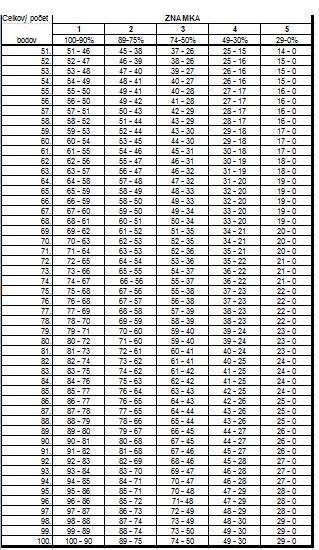 Celkový počet ZNAMKA
1 2 3 4 5
bodov 100-90% 89-75% 74-50% 49-30% 29-0%
51. 51 - 46 45 - 38 37 - 26 25 - 15 14 - 0
52. 52 - 47 46 - 39 38 - 26 25 - 16 15 - 0
53. 53 - 48 47 - 40 39 - 27 26 - 16 15 - 0
54. 54 - 49 48 - 41 40 - 27 26 - 16 15 - 0
55. 55 - 50 49 - 41 40 - 28 27 - 17 16 - 0
56. 56 - 50 49 - 42 41 - 28 27 - 17 16 - 0
57. 57 - 51 50 - 43 42 - 29 28 - 17 16 - 0
58. 58 - 52 51 - 44 43 - 29 28 - 17 16 - 0
59. 59 - 53 52 - 44 43 - 30 29 - 18 17 - 0
60. 60 - 54 53 - 45 44 - 30 29 - 18 17 - 0
61. 61 - 55 54 - 46 45 - 31 30 - 18 17 - 0
62. 62 - 56 55 - 47 46 - 31 30 - 19 18 - 0
63. 63 - 57 56 - 47 46 - 32 31 - 19 18 - 0
64. 64 - 58 57 - 48 47 - 32 31 - 20 19 - 0
65. 65 - 59 58 - 49 48 - 33 32 - 20 19 - 0
66. 66 - 59 58 - 50 49 - 33 32 - 20 19 - 0
67. 67 - 60 59 - 50 49 - 34 33 - 20 19 - 0
68. 68 - 61 60 - 51 50 - 34 33 - 20 19 - 0
69. 69 - 62 61 - 52 51 - 35 34 - 21 20 - 0
70. 70 - 63 62 - 53 52 - 35 34 - 21 20 - 0
71. 71 - 64 63 - 53 52 - 36 35 - 21 20 - 0
72. 72 - 65 64 - 54 53 - 36 35 - 22 21 - 0
73. 73 - 66 65 - 55 54 - 37 36 - 22 21 - 0
74. 74 - 67 66 - 56 55 - 37 36 - 22 21 - 0
75. 75 - 68 67 - 56 55 - 38 37 - 23 22 - 0
76. 76 - 68 67 - 57 56 - 38 37 - 23 22 - 0
77. 77 - 69 68 - 58 57 - 39 38 - 23 22 - 0
78. 78 - 70 69 - 59 58 - 39 38 - 23 22 - 0
79. 79 - 71 70 - 60 59 - 40 39 - 24 23 - 0
80. 80 - 72 71 - 60 59 - 40 39 - 24 23 - 0
81. 81 - 73 72 - 61 60 - 41 40 - 24 23 - 0
82. 82 - 74 73 - 62 61 - 41 40 - 25 24 - 0
83. 83 - 75 74 - 62 61 - 42 41 - 25 24 - 0
84. 84 - 76 75 - 63 62 - 42 41 - 25 24 - 0
85. 85 - 77 76 - 64 63 - 43 42 - 25 24 - 0
86. 86 - 77 76 - 65 64 - 43 42 - 26 25 - 0
87. 87 - 78 77 - 65 64 - 44 43 - 26 25 - 0
88. 88 - 79 78 - 66 65 - 44 43 - 26 25 - 0
89. 89 - 80 79 - 67 66 - 45 44 - 27 26 - 0
90. 90 - 81 80 - 68 67 - 45 44 - 27 26 - 0
91. 91 - 82 81 - 68 67 - 46 45 - 27 26 - 0
92. 92 - 83 82 - 69 68 - 46 45 - 28 27 - 0
93. 93 - 84 83 - 70 69 - 47 46 - 28 27 - 0
94. 94 - 85 84 - 71 70 - 47 46 - 28 27 - 0
95. 95 - 86 85 - 71 70 - 48 47 - 29 28 - 0
96. 96 - 86 85 - 72 71 - 48 47 - 29 28 - 0
97. 97 - 87 86 - 73 72 - 49 48 - 29 28 - 0
98. 98 - 88 87 - 74 73 - 49 48 - 30 29 - 0
99. 99 - 89 88 - 74 73 - 50 49 - 30 29 - 0
100. 100 - 90 89 - 75 74 - 50 49 - 30 29 - 0